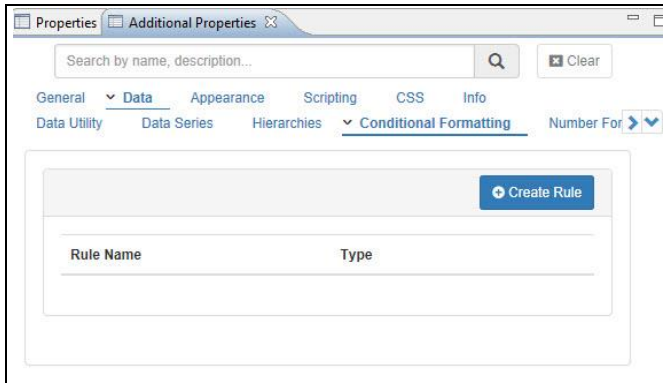 Properties Additional Properties
Search by name, description... Clear
General Data Appearance Scripting CSS Info
Data Utility Data Series Hierarchies Conditional Formatting Number For
Create Rule
Rule Name Type